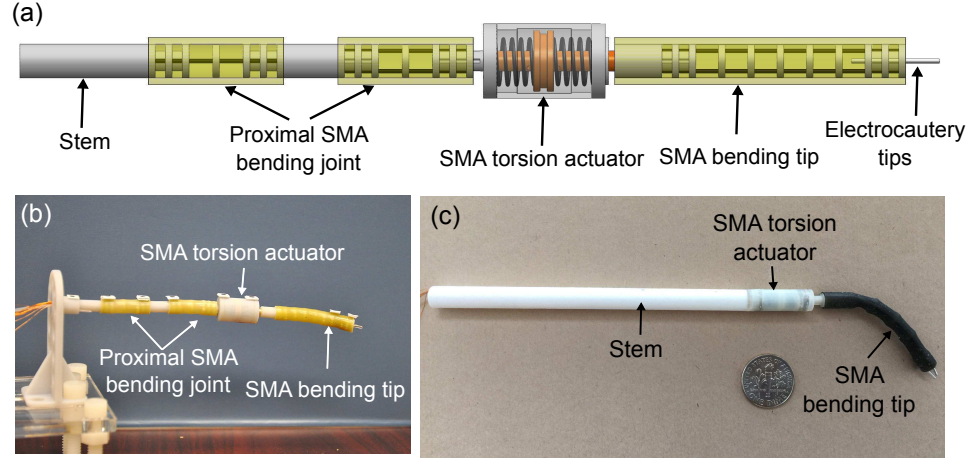 (a)
Stem
Proximal SMA
bending joint
SMA torsion actuator
SMA bending tip
Electrocautery
tips
(b)
SMA torsion actuator
Proximal SMA
bending joint
SMA bending tip
(c)
SMA torsion
actuator
Stem
SMA
bending tip